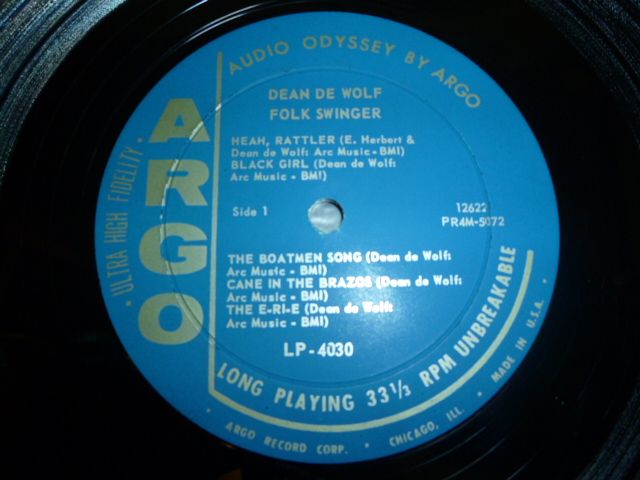 AUDIO ODYSSEY BY ARGO
ARGO
· ULTRA HIGH FIDELITY ·
DEAN DE WOLF
FOLK SWINGER
HEAH, RATTLER (E. Herbert &
Dean de Wolf: Arc Music - BMI)
BLACK GIRL (Dean de Wolf:
Arc Music - BMI)
Side 1
12622
PR4M-5072
THE BOATMEN SONG (Dean de Wolf:
Arc Music - BMI)
CANE IN THE BRAZOS (Dean de Wolf:
Arc Music - BMI)
THE E-RI-E (Dean de Wolf:
Arc Music - BMI)
LP-4030
LONG PLAYING 33 1/3 RPM UNBREAKABLE
· ARGO RECORD CORP. · CHICAGO, ILL. · MADE IN U.S.A. ·